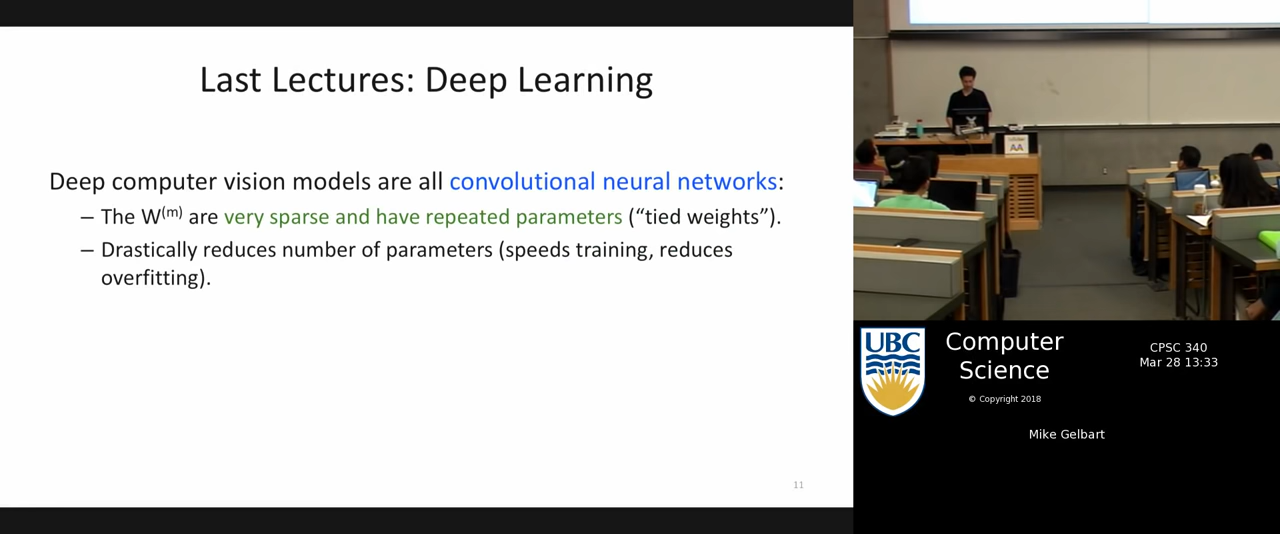 Last Lectures: Deep Learning
Deep computer vision models are all convolutional neural networks:
– The W(m) are very sparse and have repeated parameters (“tied weights”).
– Drastically reduces number of parameters (speeds training, reduces
overfitting).
11
AA
UBC
Computer
Science
© Copyright 2018
CPSC 340
Mar 28 13:33
Mike Gelbart